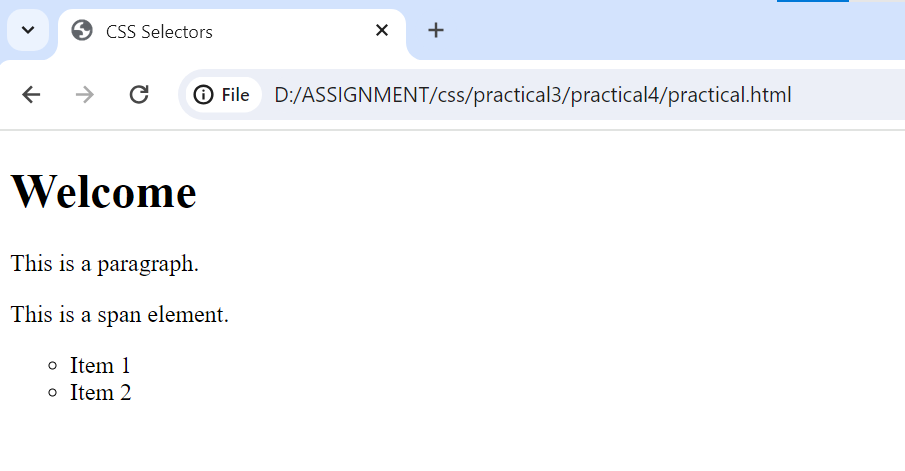 CSS Selectors
File D:/ASSIGNMENT/css/practical3/practical4/practical.html
Welcome
This is a paragraph.
This is a span element.
Item 1
Item 2